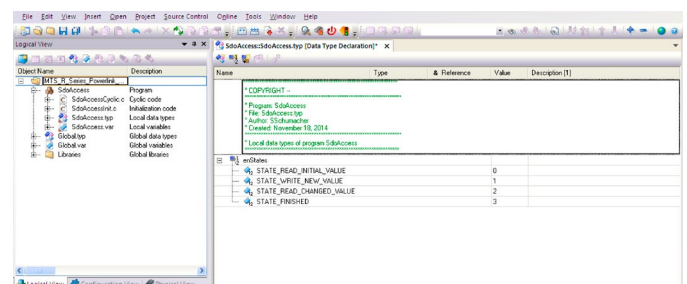 File Edit View Insert Open Project Source Control Online Tools Window Help
Logical View
SdoAccess::SdoAccess.typ [Data Type Declaration]*
Object Name Description
MTS_R_Series_Powerlink_...
SdoAccess Program
SdoAccessCyclic.c Cyclic code
SdoAccessInit.c Initialization code
SdoAccess.typ Local data types
SdoAccess.var Local variables
Global.typ Global data types
Global.var Global variables
Libraries Global libraries
Name Type & Reference Value Description [1]
* COPYRIGHT --
* Program: SdoAccess
* File: SdoAccess.typ
* Author: SSchumacher
* Created: November 18, 2014
* Local data types of program SdoAccess
enStates
STATE_READ_INITIAL_VALUE 0
STATE_WRITE_NEW_VALUE 1
STATE_READ_CHANGED_VALUE 2
STATE_FINISHED 3
Logical View Configuration View Physical View